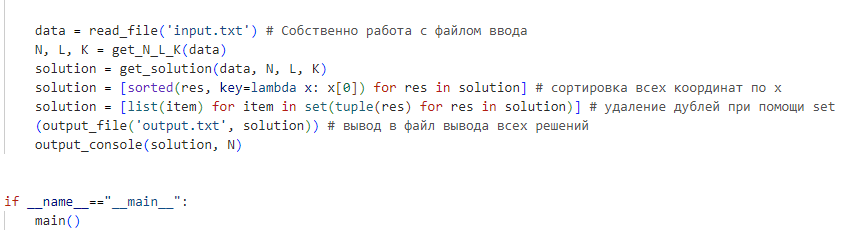 data = read_file('input.txt') # Собственно работа с файлом ввода
N, L, K = get_N_L_K(data)
solution = get_solution(data, N, L, K)
solution = [sorted(res, key=lambda x: x[0]) for res in solution] # сортировка всех координат по x
solution = [list(item) for item in set(tuple(res) for res in solution)] # удаление дублей при помощи set
(output_file('output.txt', solution)) # вывод в файл вывода всех решений
output_console(solution, N)
if __name__=="__main__":
main()